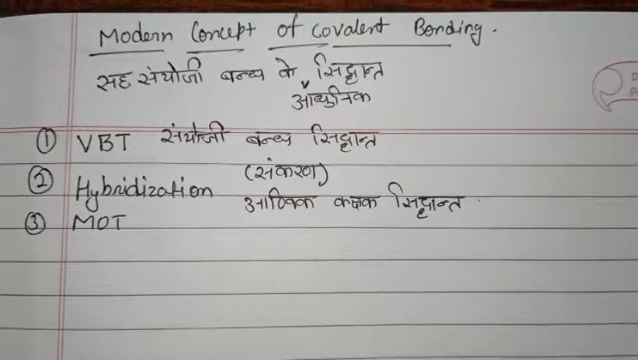 Modern Concept of Covalent Bonding.
सह संयोजी बन्ध के सिद्धान्त
आधुनिक
① VBT संयोजी बन्ध सिद्धान्त
② Hybridization (संकरण)
आण्विक कक्षक सिद्धान्त
③ MOT